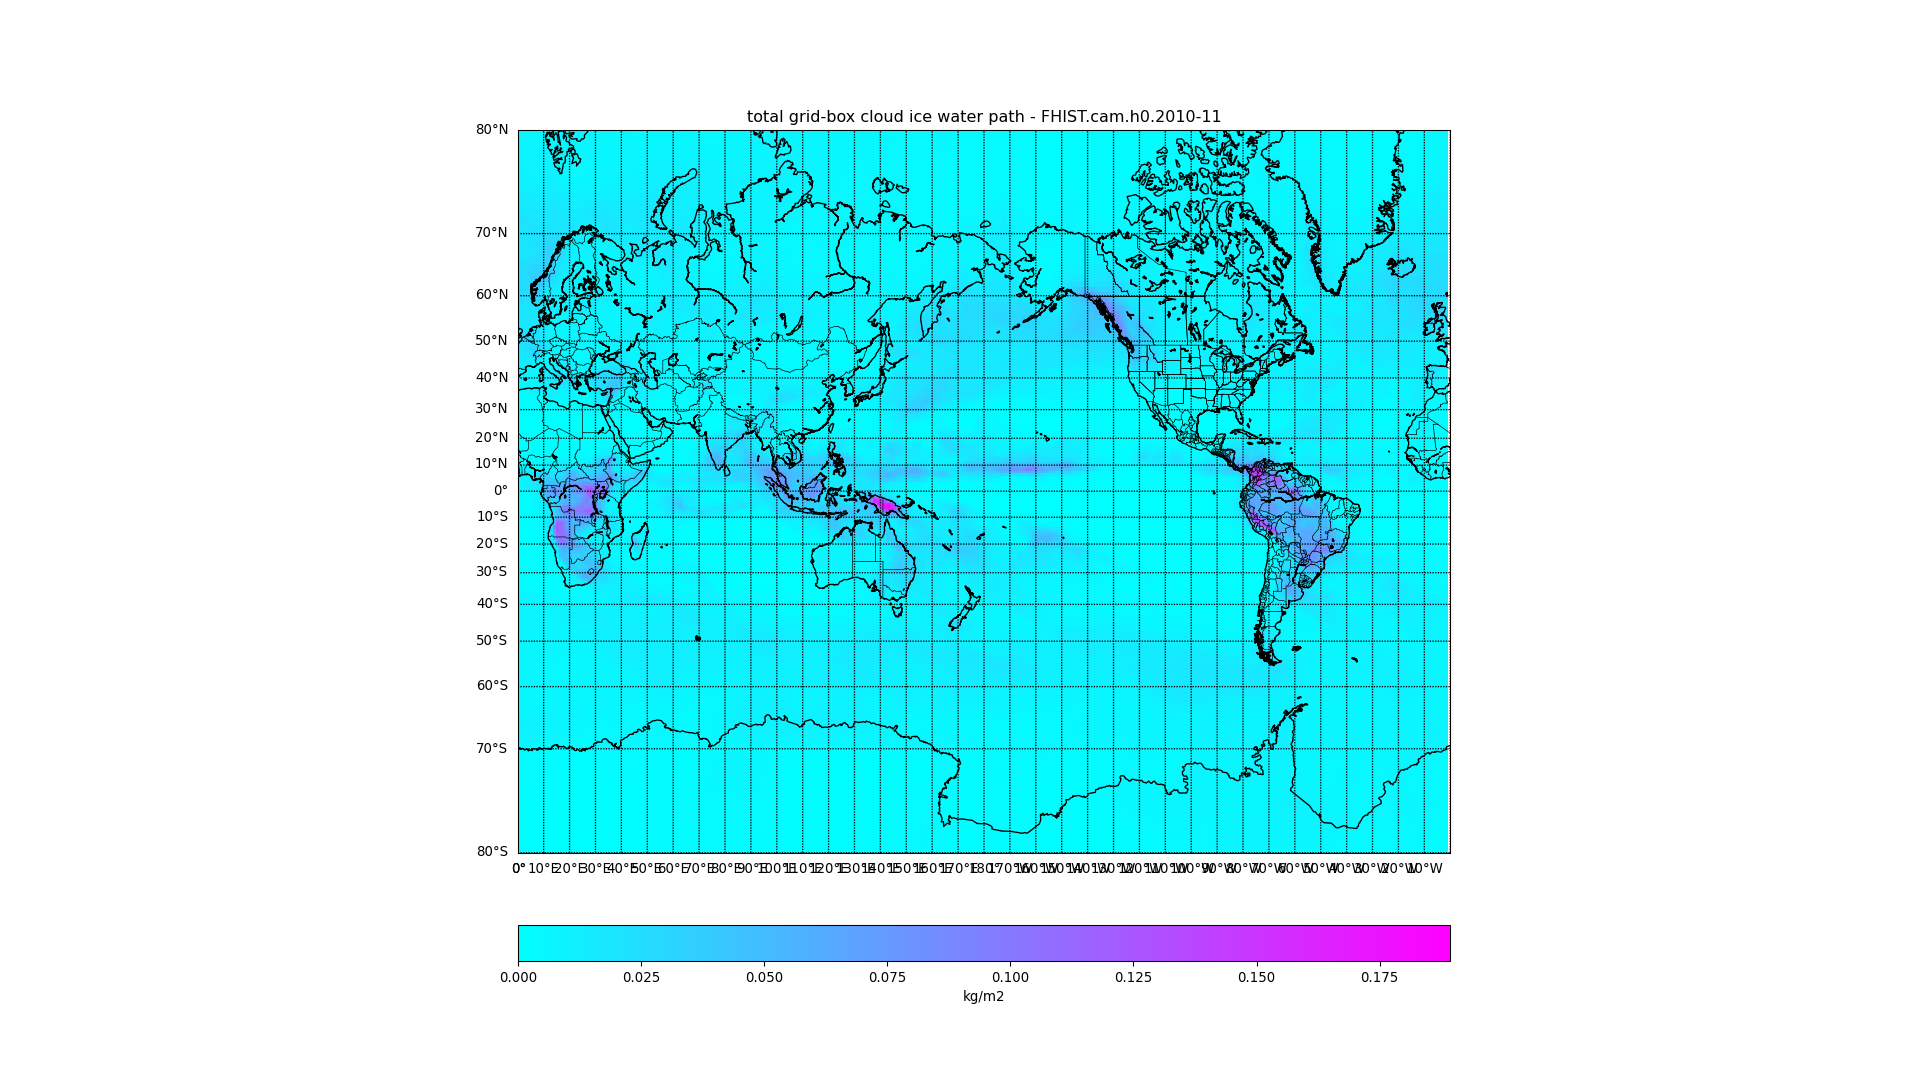 total grid-box cloud ice water path - FHIST.cam.h0.2010-11
80°N
70°N
60°N
50°N
40°N
30°N
20°N
10°N
0°
10°S
20°S
30°S
40°S
50°S
60°S
70°S
80°S
0° 10°E 20°E 30°E 40°E 50°E 60°E 70°E 80°E 90°E 100°E 110°E 120°E 130°E 140°E 150°E 160°E 170°E 180° 170°W 160°W 150°W 140°W 130°W 120°W 110°W 100°W 90°W 80°W 70°W 60°W 50°W 40°W 30°W 20°W 10°W
0.000 0.025 0.050 0.075 0.100 0.125 0.150 0.175
kg/m2